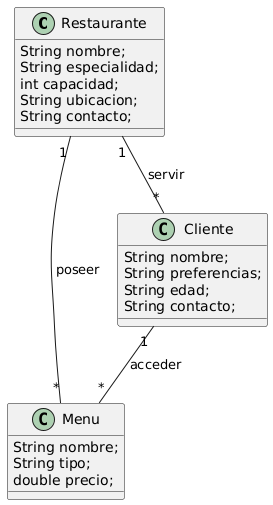 C Restaurante
String nombre;
String especialidad;
int capacidad;
String ubicacion;
String contacto;
1
1
servir
*
C Cliente
String nombre;
String preferencias;
String edad;
String contacto;
poseer
1
acceder
*
*
C Menu
String nombre;
String tipo;
double precio;